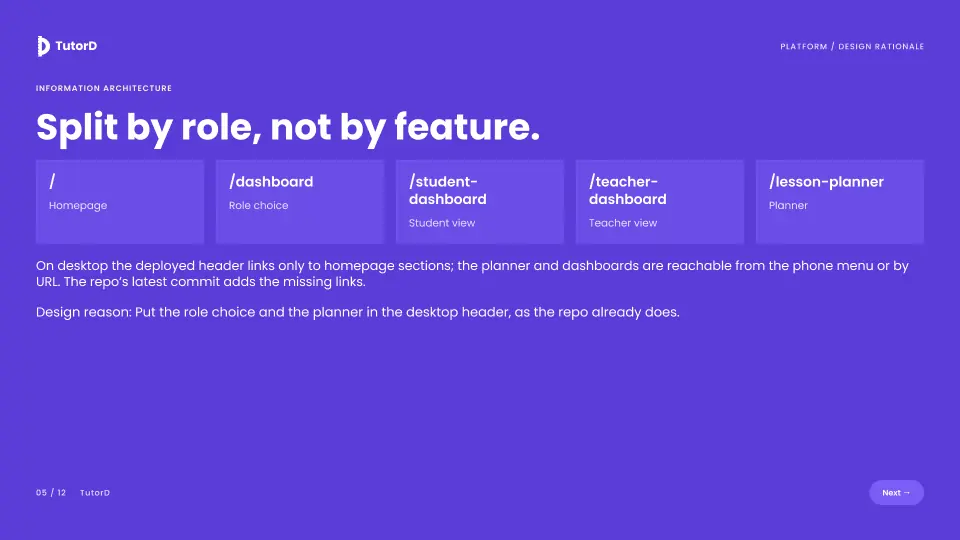 TutorD
PLATFORM / DESIGN RATIONALE
INFORMATION ARCHITECTURE
Split by role, not by feature.
/
Homepage
/dashboard
Role choice
/student-
dashboard
Student view
/teacher-
dashboard
Teacher view
/lesson-planner
Planner
On desktop the deployed header links only to homepage sections; the planner and dashboards are reachable from the phone menu or by
URL. The repo’s latest commit adds the missing links.
Design reason: Put the role choice and the planner in the desktop header, as the repo already does.
05 / 12 TutorD
Next →